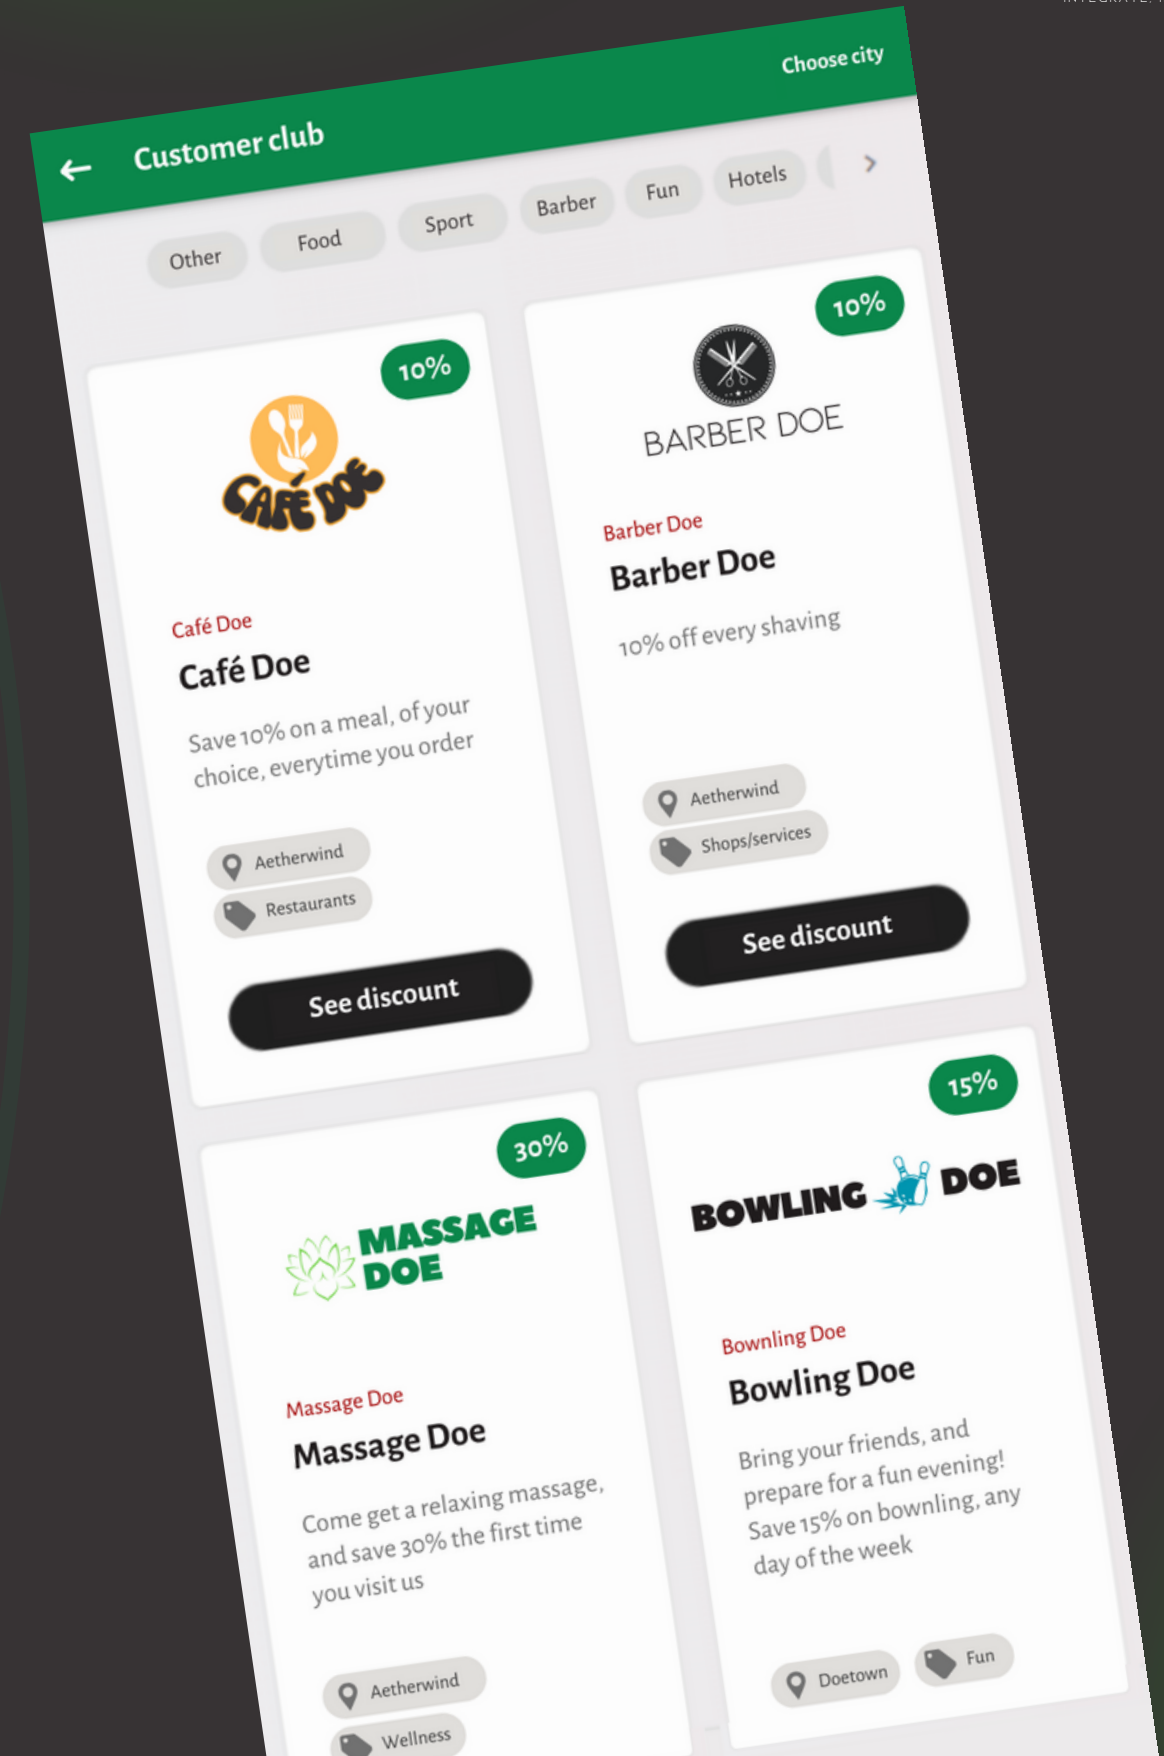 Choose city
Customer club
Other
Food
Sport
Barber
Fun
Hotels
10%
CAFÉ DOE
Café Doe
Café Doe
Save 10% on a meal, of your
choice, everytime you order
Aetherwind
Restaurants
See discount
10%
BARBER DOE
Barber Doe
Barber Doe
10% off every shaving
Aetherwind
Shops/services
See discount
30%
MASSAGE
DOE
Massage Doe
Massage Doe
Come get a relaxing massage,
and save 30% the first time
you visit us
Aetherwind
Wellness
15%
BOWLING DOE
Bownling Doe
Bowling Doe
Bring your friends, and
prepare for a fun evening!
Save 15% on bownling, any
day of the week
Doetown
Fun